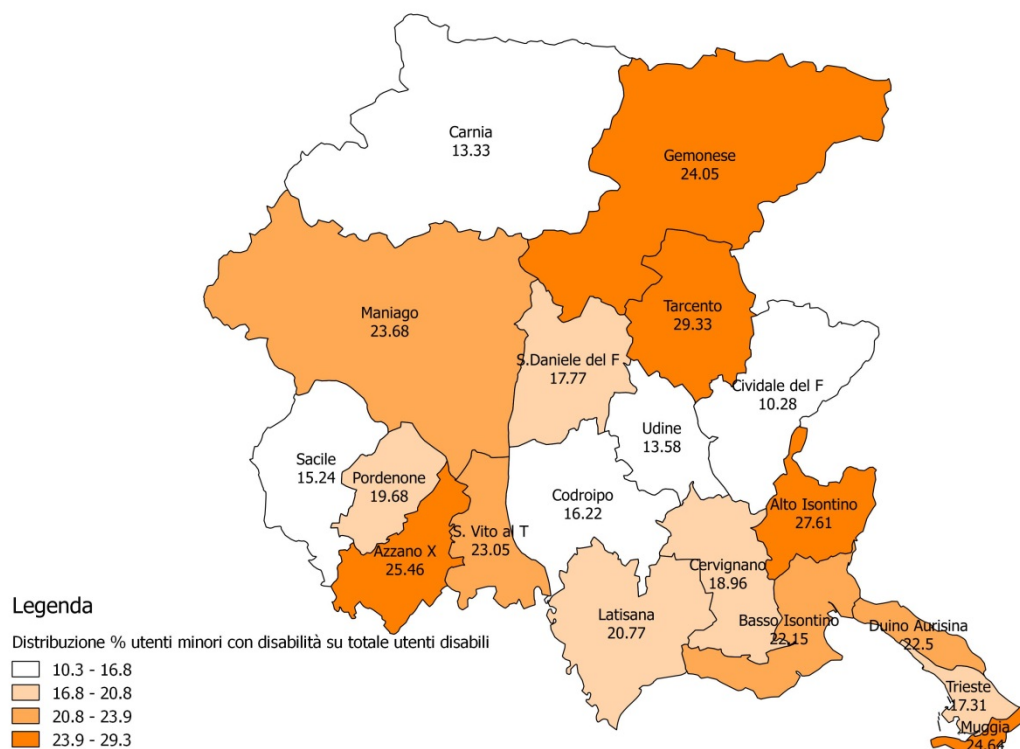 Carnia
13.33
Gemonese
24.05
Maniago
23.68
Tarcento
29.33
S.Daniele del F
17.77
Cividale del F
10.28
Udine
13.58
Sacile
15.24
Pordenone
19.68
Codroipo
16.22
Alto Isontino
27.61
Azzano X
25.46
S. Vito al T
23.05
Cervignano
18.96
Latisana
20.77
Basso Isontino
22.15
Duino Aurisina
22.5
Trieste
17.31
Muggia
24.64
Legenda
Distribuzione % utenti minori con disabilità su totale utenti disabili
10.3 - 16.8
16.8 - 20.8
20.8 - 23.9
23.9 - 29.3